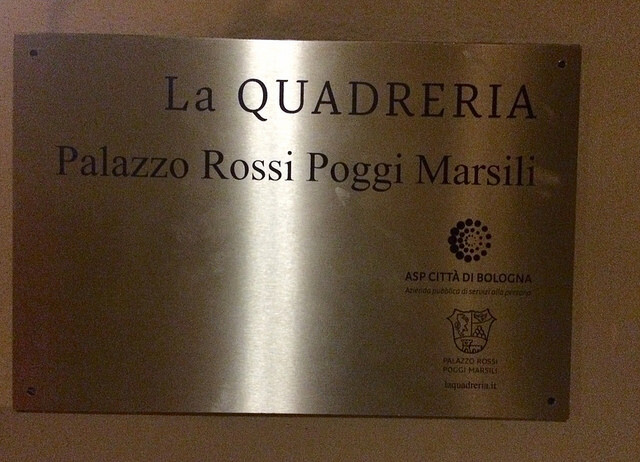 La QUADRERIA
Palazzo Rossi Poggi Marsili
ASP CITTÀ DI BOLOGNA
Azienda pubblica di servizi alla persona
PALAZZO ROSSI
POGGI MARSILI
laquadreria.it